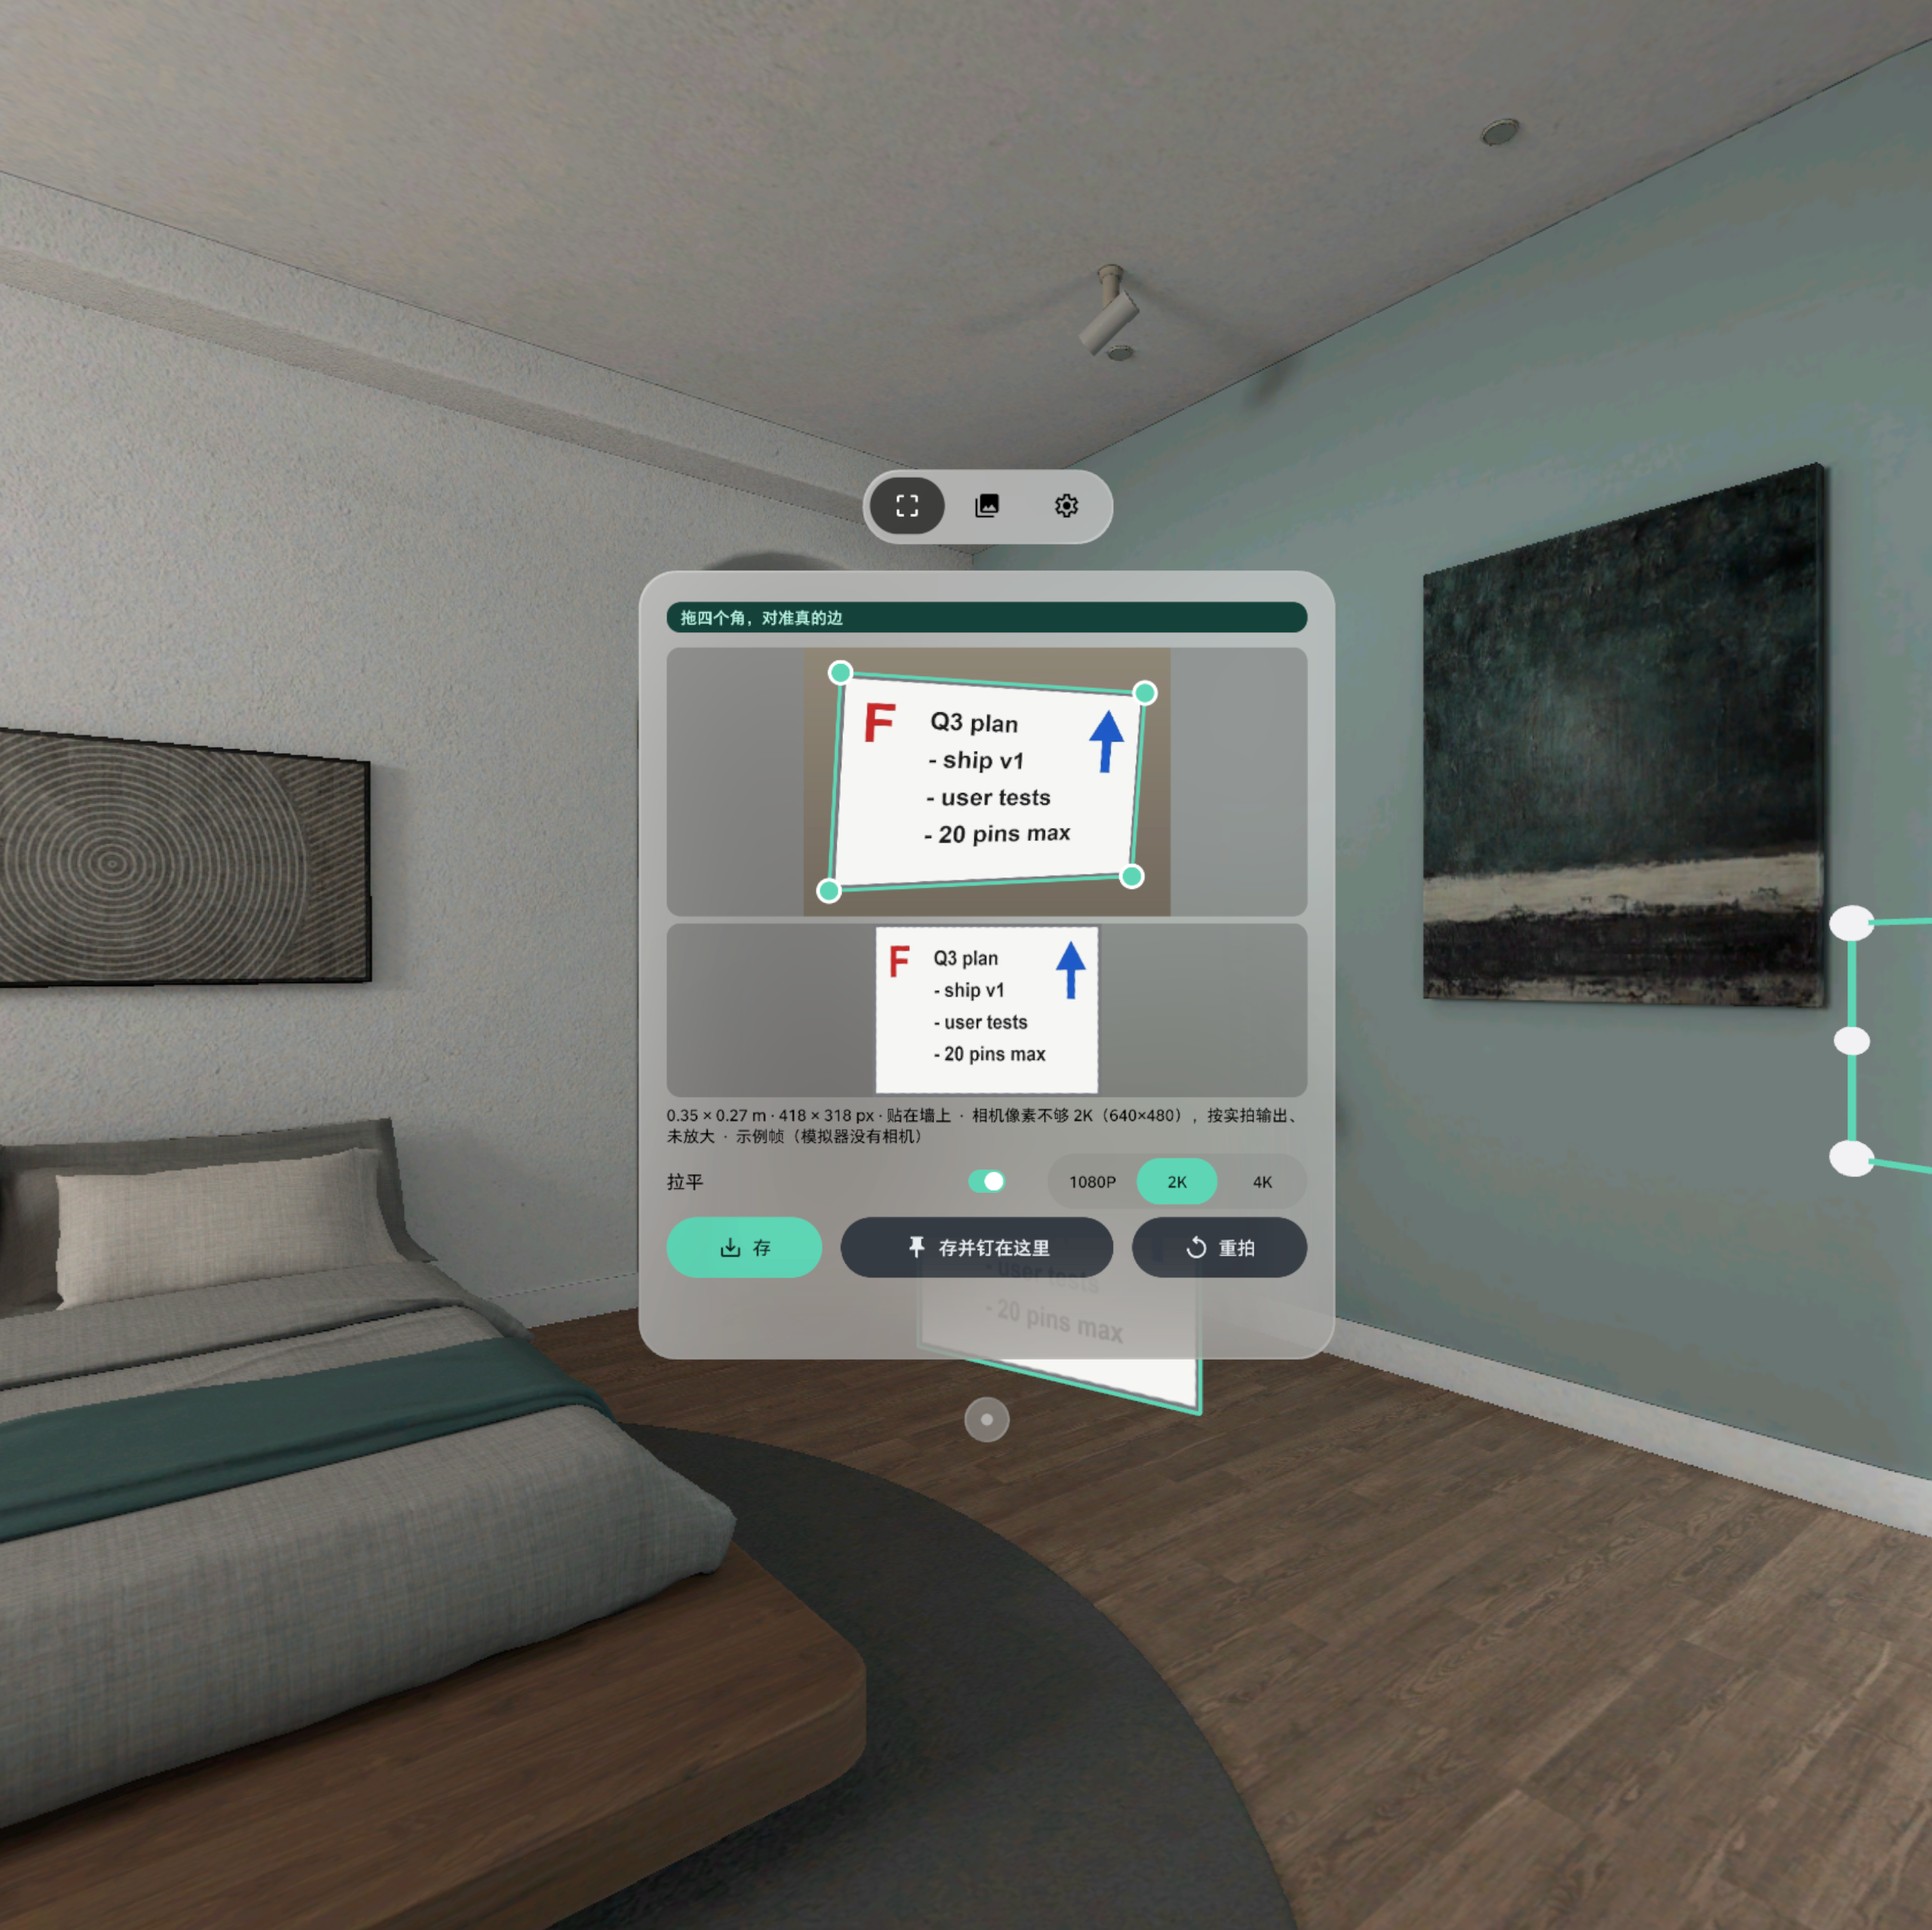 拖四个角，对准真的边
F
Q3 plan
- ship v1
- user tests
- 20 pins max
F
Q3 plan
- ship v1
- user tests
- 20 pins max
0.35 × 0.27 m · 418 × 318 px · 贴在墙上 · 相机像素不够 2K（640×480），按实拍输出、
未放大 · 示例帧（模拟器没有相机）
拉平
1080P 2K 4K
存 存并钉在这里 重拍
- user tests
- 20 pins max